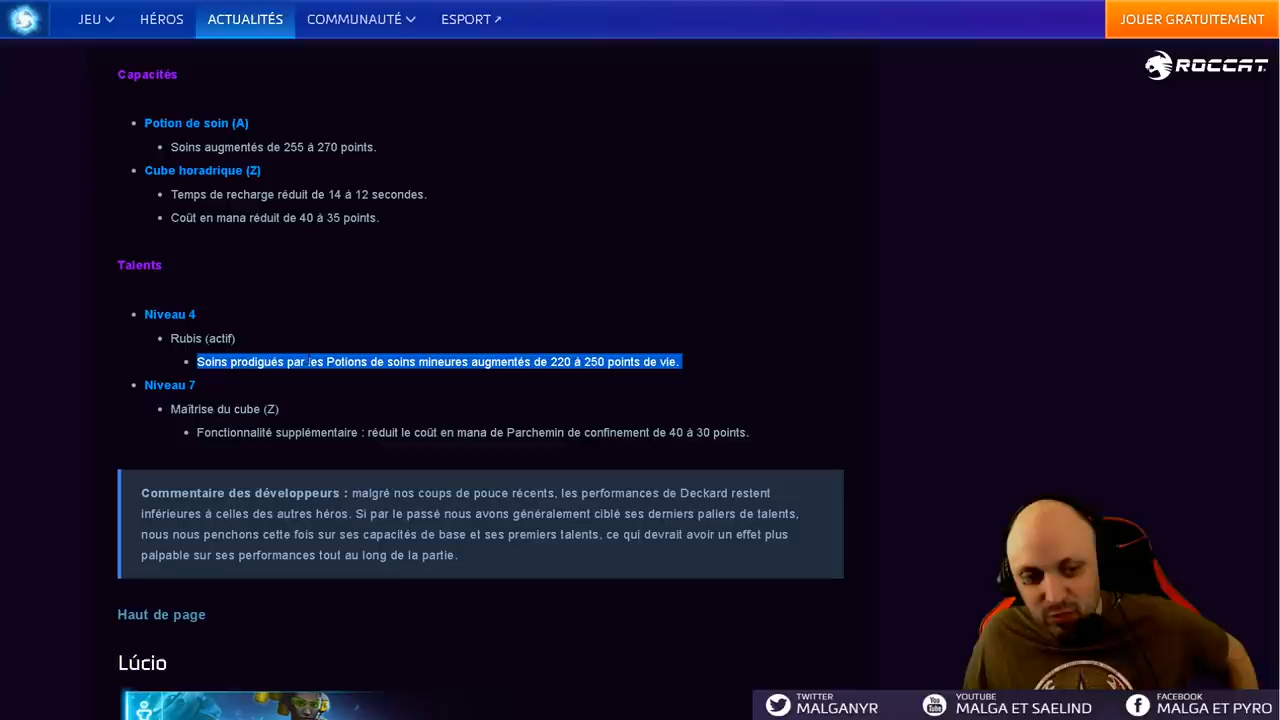 JEU
HÉROS
ACTUALITÉS
COMMUNAUTÉ
ESPORT
JOUER GRATUITEMENT
ROCCAT
Capacités
Potion de soin (A)
Soins augmentés de 255 à 270 points.
Cube horadrique (Z)
Temps de recharge réduit de 14 à 12 secondes.
Coût en mana réduit de 40 à 35 points.
Talents
Niveau 4
Rubis (actif)
Soins prodigués par les Potions de soins mineures augmentés de 220 à 250 points de vie.
Niveau 7
Maîtrise du cube (Z)
Fonctionnalité supplémentaire : réduit le coût en mana de Parchemin de confinement de 40 à 30 points.
Commentaire des développeurs : malgré nos coups de pouce récents, les performances de Deckard restent
inférieures à celles des autres héros. Si par le passé nous avons généralement ciblé ses derniers paliers de talents,
nous nous penchons cette fois sur ses capacités de base et ses premiers talents, ce qui devrait avoir un effet plus
palpable sur ses performances tout au long de la partie.
Haut de page
Lúcio
TWITTER
MALGANYR
YOUTUBE
MALGA ET SAELIND
FACEBOOK
MALGA ET PYRO